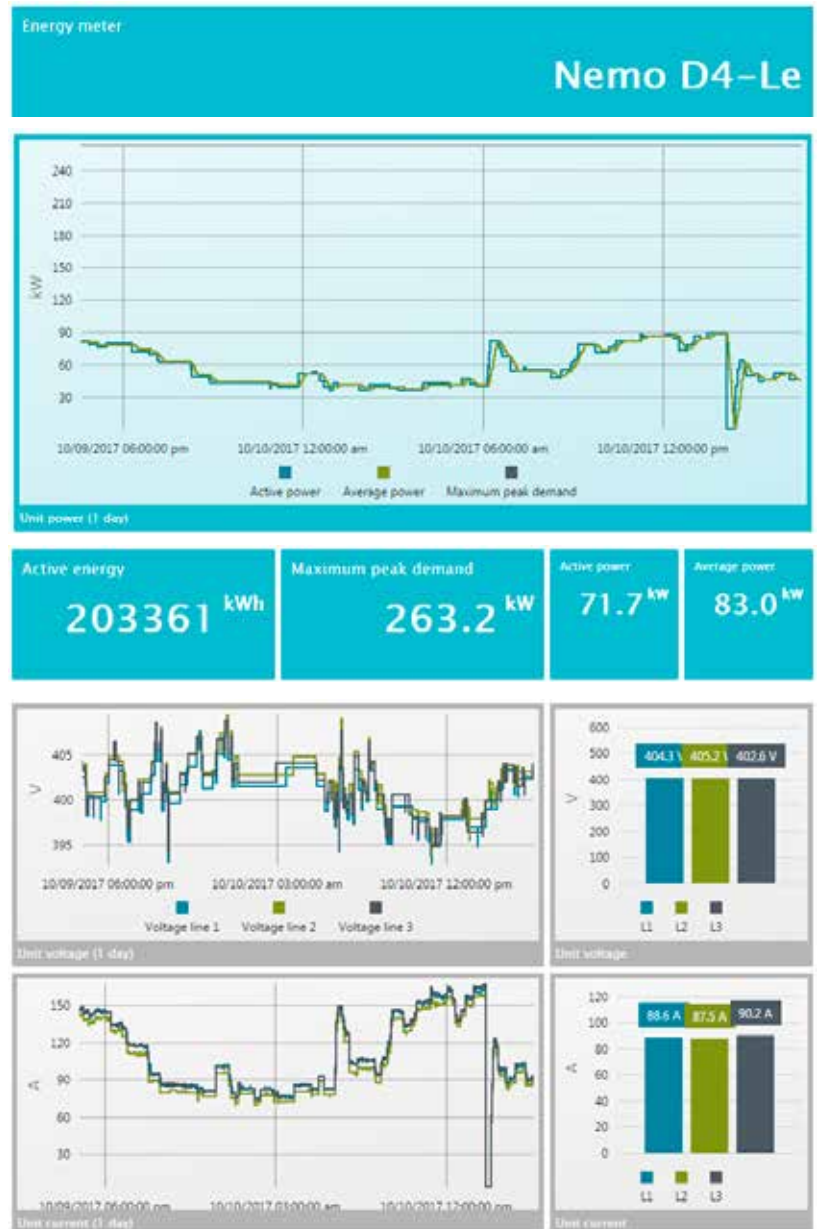 Energy meter
Nemo D4-Le
240
210
180
150
120
90
60
30
kW
10/09/2017 06:00:00 pm 10/10/2017 12:00:00 am 10/10/2017 06:00:00 am 10/10/2017 12:00:00 pm
Active power Average power Maximum peak demand
Unit power (1 day)
Active energy
203361 kWh
Maximum peak demand
263.2 kW
Active power
71.7 kW
Average power
83.0 kW
405
400
395
V
10/09/2017 06:00:00 pm 10/10/2017 03:00:00 am 10/10/2017 12:00:00 pm
Voltage line 1 Voltage line 2 Voltage line 3
Unit voltage (1 day)
600
500
400
300
200
100
0
V
404.3 V 405.2 V 402.6 V
L1 L2 L3
Unit voltage
150
120
90
60
30
A
10/09/2017 06:00:00 pm 10/10/2017 03:00:00 am 10/10/2017 12:00:00 pm
Unit current (1 day)
120
100
80
60
40
20
0
A
88.6 A 87.5 A 90.2 A
L1 L2 L3
Unit current